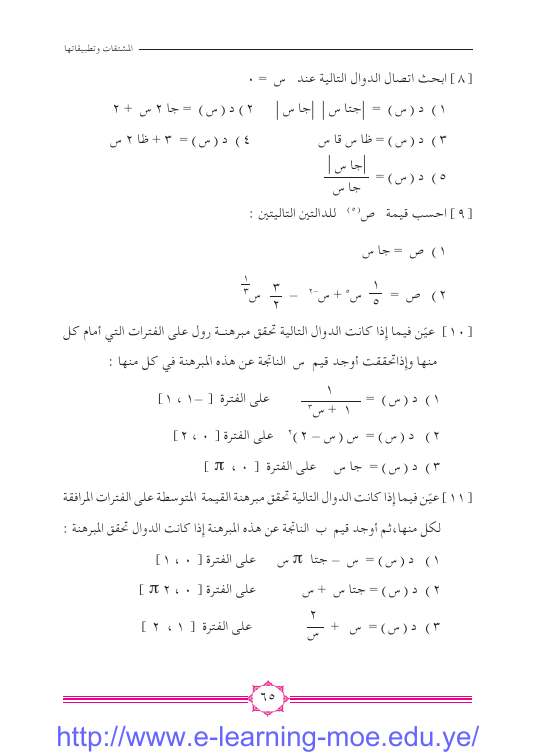 المشتقات وتطبيقاتها
[٨] ابحث اتصال الدوال التالية عند س = ٠
١) د(س) = |جتا س| |جا س| ٢) د(س) = جا ٢ س + ٢
٣) د(س) = ظا س قا س ٤) د(س) = ٣ + ظا ٢ س
٥) د(س) = |جا س| / جا س
[٩] احسب قيمة ص⁽⁵⁾ للدالتين التاليتين :
١) ص = جا س
٢) ص = ١/٥ س^٥ + س^-٢ - ٣/٢ س^١/٣
[١٠] عيّن فيما إذا كانت الدوال التالية تحقق مبرهنة رول على الفترات التي أمام كل
منها وإذاتحققت أوجد قيم س الناتجة عن هذه المبرهنة في كل منها :
١) د(س) = ١ / ١ + س^٢ على الفترة [-١ ، ١]
٢) د(س) = س(س - ٢)^٢ على الفترة [٠ ، ٢]
٣) د(س) = جا س على الفترة [٠ ، π]
[١١] عيّن فيما إذا كانت الدوال التالية تحقق مبرهنة القيمة المتوسطة على الفترات المرافقة
لكل منها،ثم أوجد قيم ب الناتجة عن هذه المبرهنة إذا كانت الدوال تحقق المبرهنة :
١) د(س) = س - جتا π س على الفترة [٠ ، ١]
٢) د(س) = جتا س + س على الفترة [٠ ، ٢ π]
٣) د(س) = س + ٢/س على الفترة [١ ، ٢]
٦٥
http://www.e-learning-moe.edu.ye/